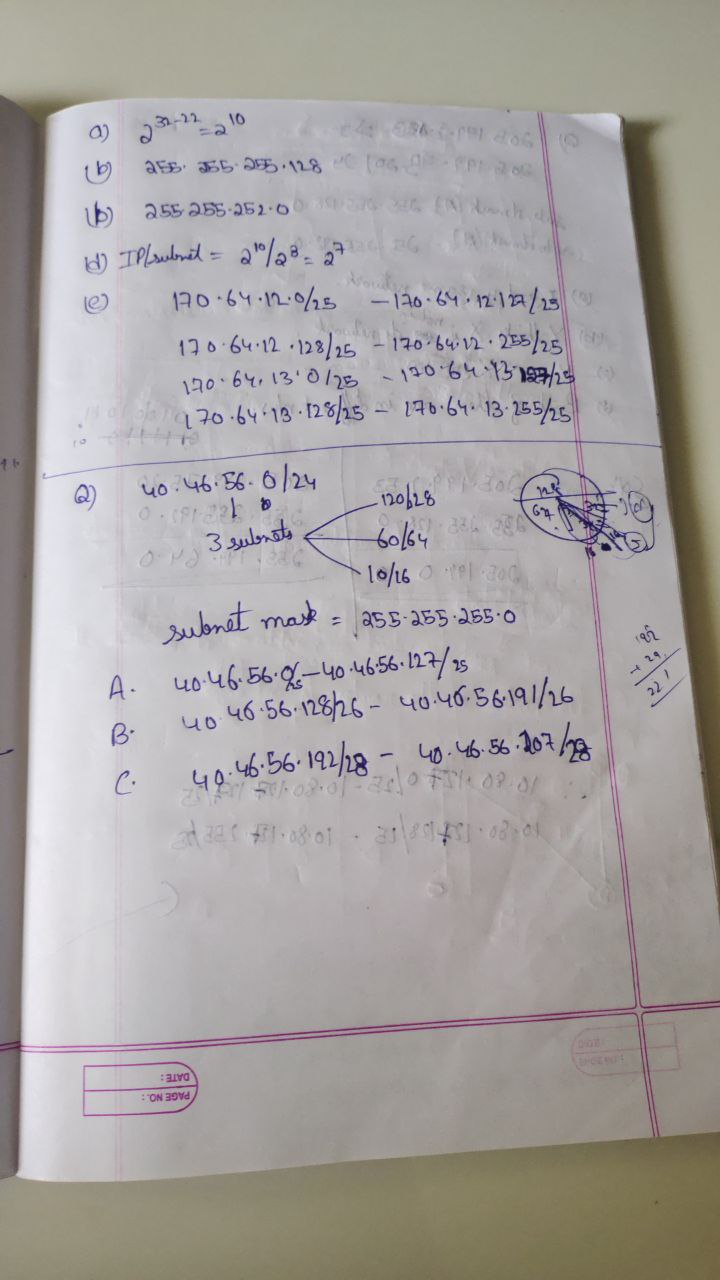 a) 2^32-22 = 2^10
(b) 255. 255.255.128
(b) 255.255.252.0
(d) IP/subnet = 2^10/2^3 = 2^7
(e) 170.64.12.0/25 - 170.64.12.127/25
170.64.12.128/25 - 170.64.12.255/25
170.64.13.0/25 - 170.64.13.127/25
170.64.13.128/25 - 170.64.13.255/25
2) 40.46.56.0/24
3 subnets
120/128
60/64
10/16
128
64
subnet mask = 255.255.255.0
A. 40.46.56.0/25 - 40.46.56.127/25
B. 40.46.56.128/26 - 40.46.56.191/26
C. 40.46.56.192/28 - 40.46.56.207/28
192
+ 29
221
DATE :
PAGE NO. :